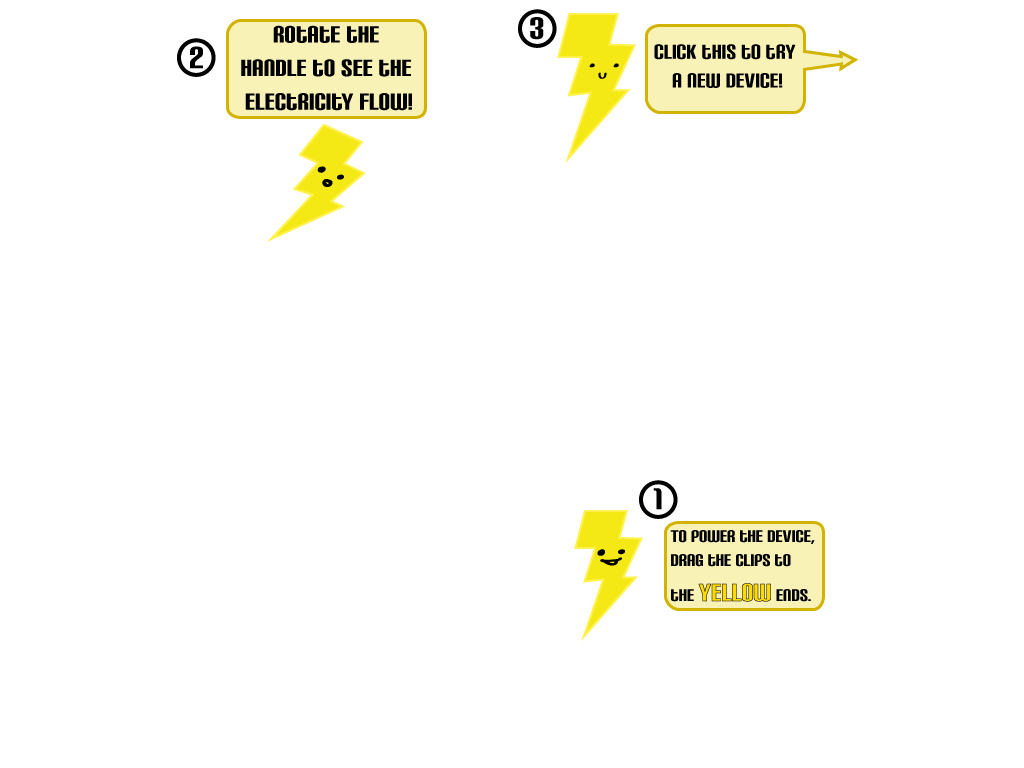 2
ROTATE THE
HANDLE TO SEE THE
ELECTRICITY FLOW!
3
CLICK THIS TO TRY
A NEW DEVICE!
1
TO POWER THE DEVICE,
DRAG THE CLIPS TO
THE YELLOW ENDS.